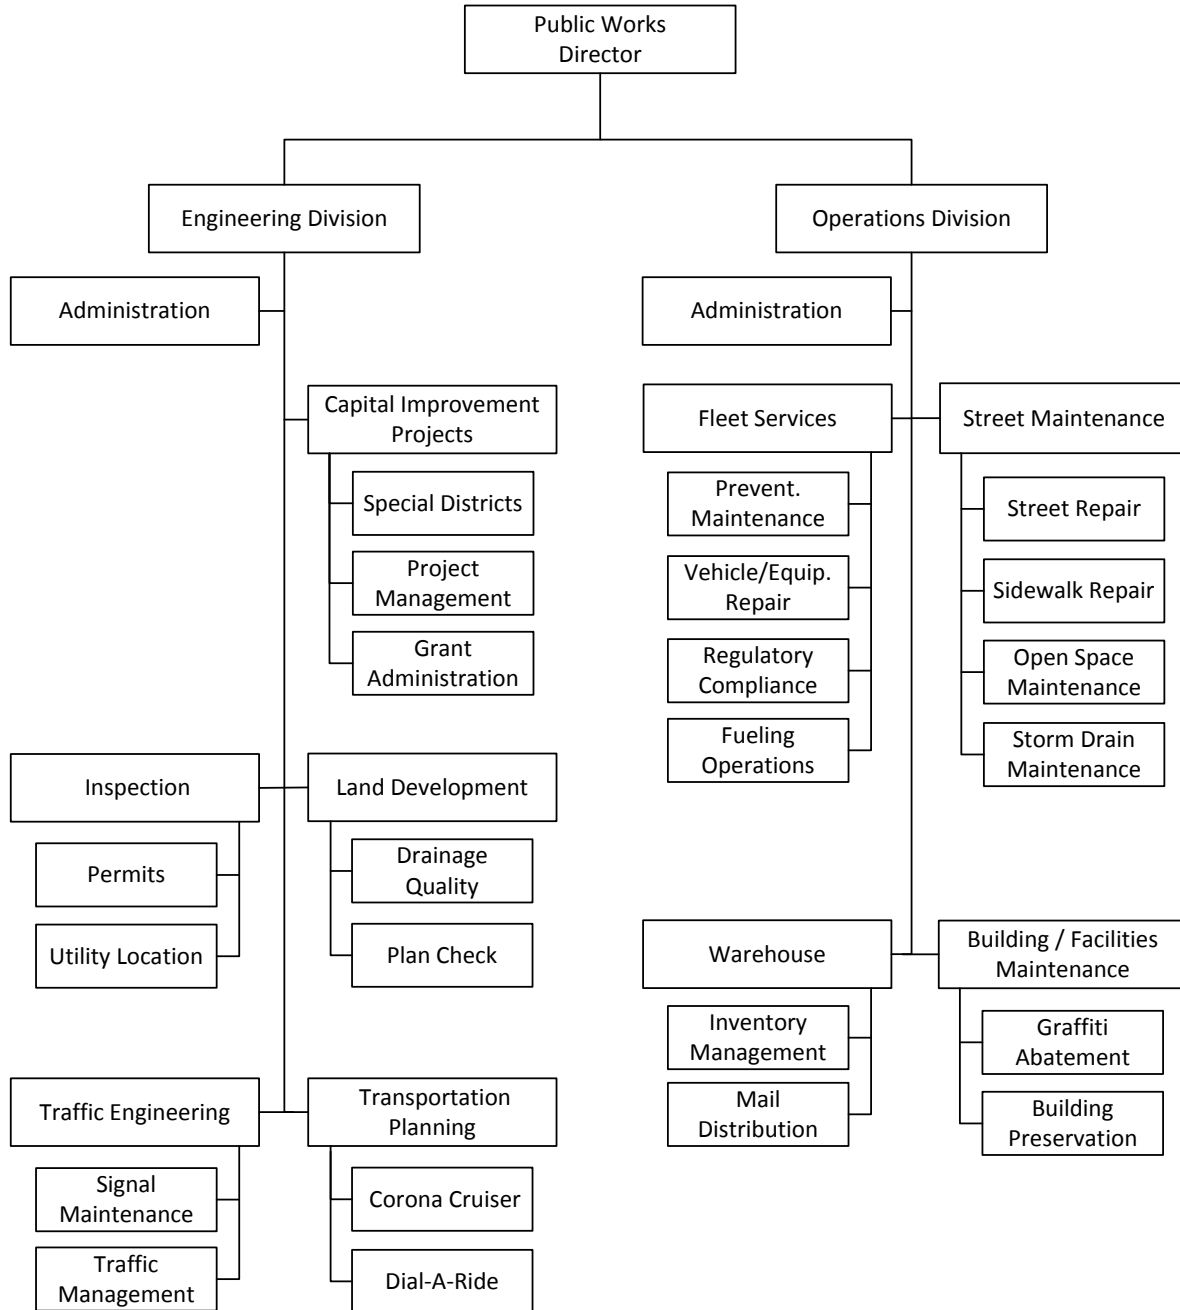 Public Works
Director
Engineering Division
Operations Division
Administration
Administration
Capital Improvement
Projects
Special Districts
Project
Management
Grant
Administration
Fleet Services
Street Maintenance
Prevent.
Maintenance
Vehicle/Equip.
Repair
Regulatory
Compliance
Fueling
Operations
Street Repair
Sidewalk Repair
Open Space
Maintenance
Storm Drain
Maintenance
Inspection
Land Development
Permits
Utility Location
Drainage
Quality
Plan Check
Warehouse
Building / Facilities
Maintenance
Inventory
Management
Mail
Distribution
Graffiti
Abatement
Building
Preservation
Traffic Engineering
Transportation
Planning
Signal
Maintenance
Traffic
Management
Corona Cruiser
Dial-A-Ride